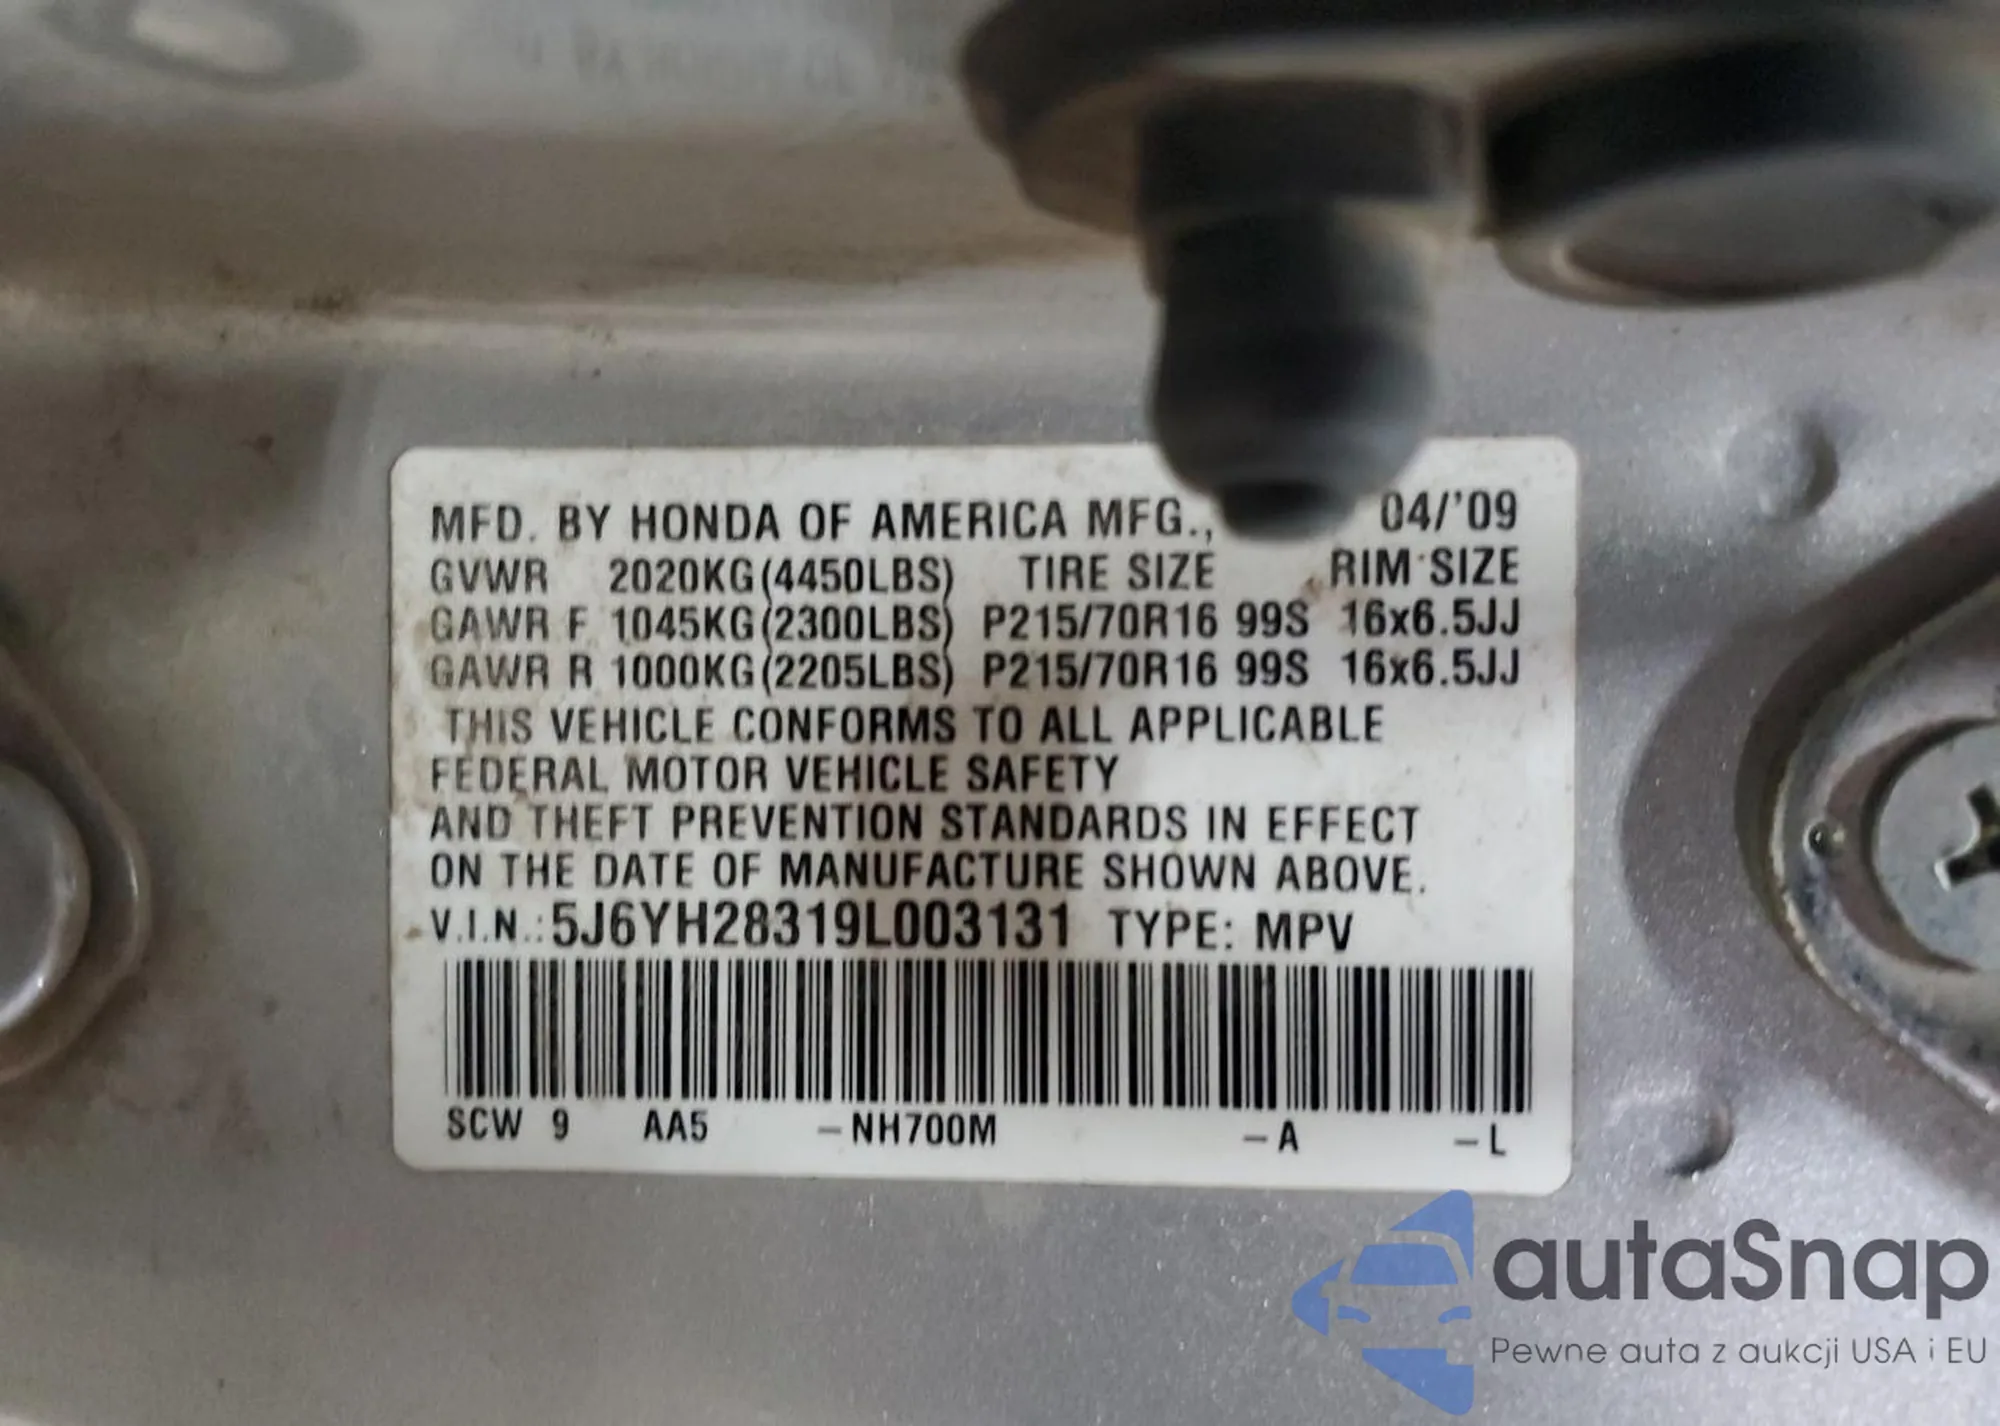 MFD. BY HONDA OF AMERICA MFG., 04/'09
GVWR 2020KG(4450LBS) TIRE SIZE RIM SIZE
GAWR F 1045KG(2300LBS) P215/70R16 99S 16x6.5JJ
GAWR R 1000KG(2205LBS) P215/70R16 99S 16x6.5JJ
THIS VEHICLE CONFORMS TO ALL APPLICABLE
FEDERAL MOTOR VEHICLE SAFETY
AND THEFT PREVENTION STANDARDS IN EFFECT
ON THE DATE OF MANUFACTURE SHOWN ABOVE.
V.I.N.: 5J6YH28319L003131 TYPE: MPV
SCW 9 AA5 -NH700M -A -L
autaSnap
Pewne auta z aukcji USA i EU